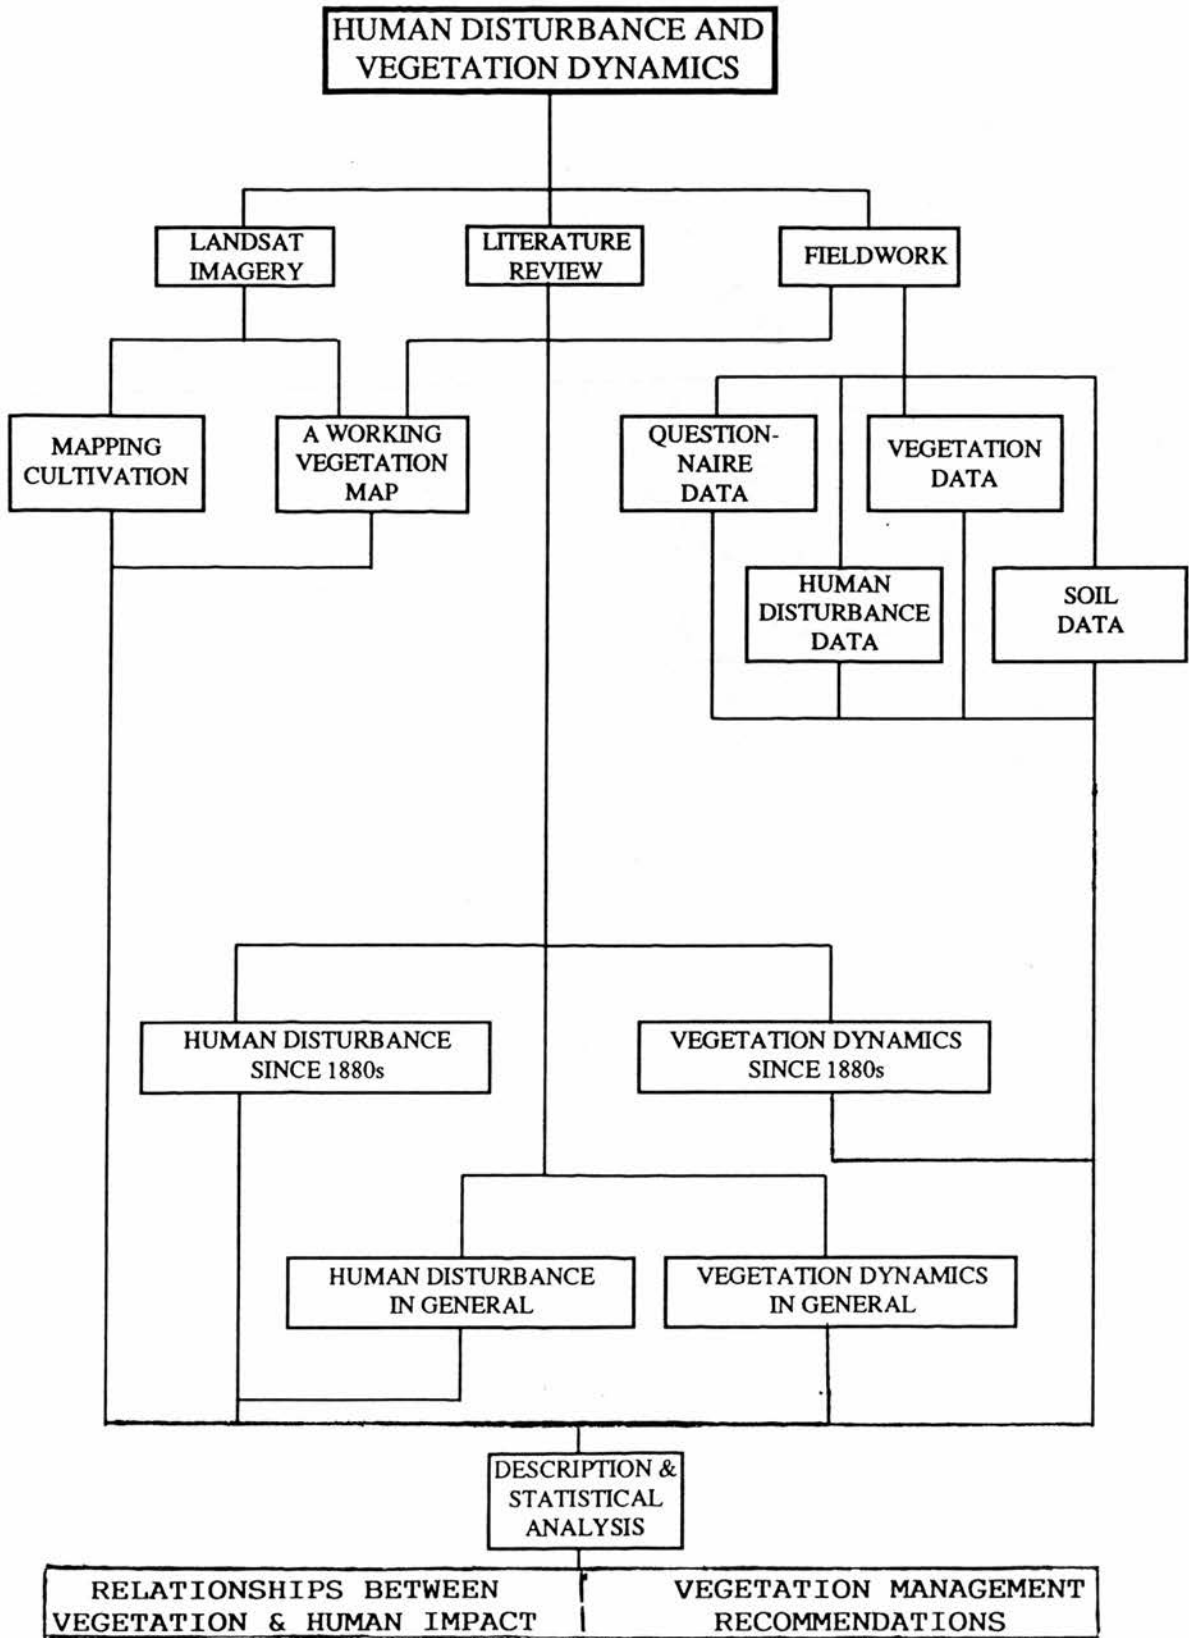 HUMAN DISTURBANCE AND
VEGETATION DYNAMICS
LANDSAT
IMAGERY
LITERATURE
REVIEW
FIELDWORK
MAPPING
CULTIVATION
A WORKING
VEGETATION
MAP
QUESTION-
NAIRE
DATA
VEGETATION
DATA
HUMAN
DISTURBANCE
DATA
SOIL
DATA
HUMAN DISTURBANCE
SINCE 1880s
VEGETATION DYNAMICS
SINCE 1880s
HUMAN DISTURBANCE
IN GENERAL
VEGETATION DYNAMICS
IN GENERAL
DESCRIPTION &
STATISTICAL
ANALYSIS
RELATIONSHIPS BETWEEN
VEGETATION & HUMAN IMPACT
VEGETATION MANAGEMENT
RECOMMENDATIONS